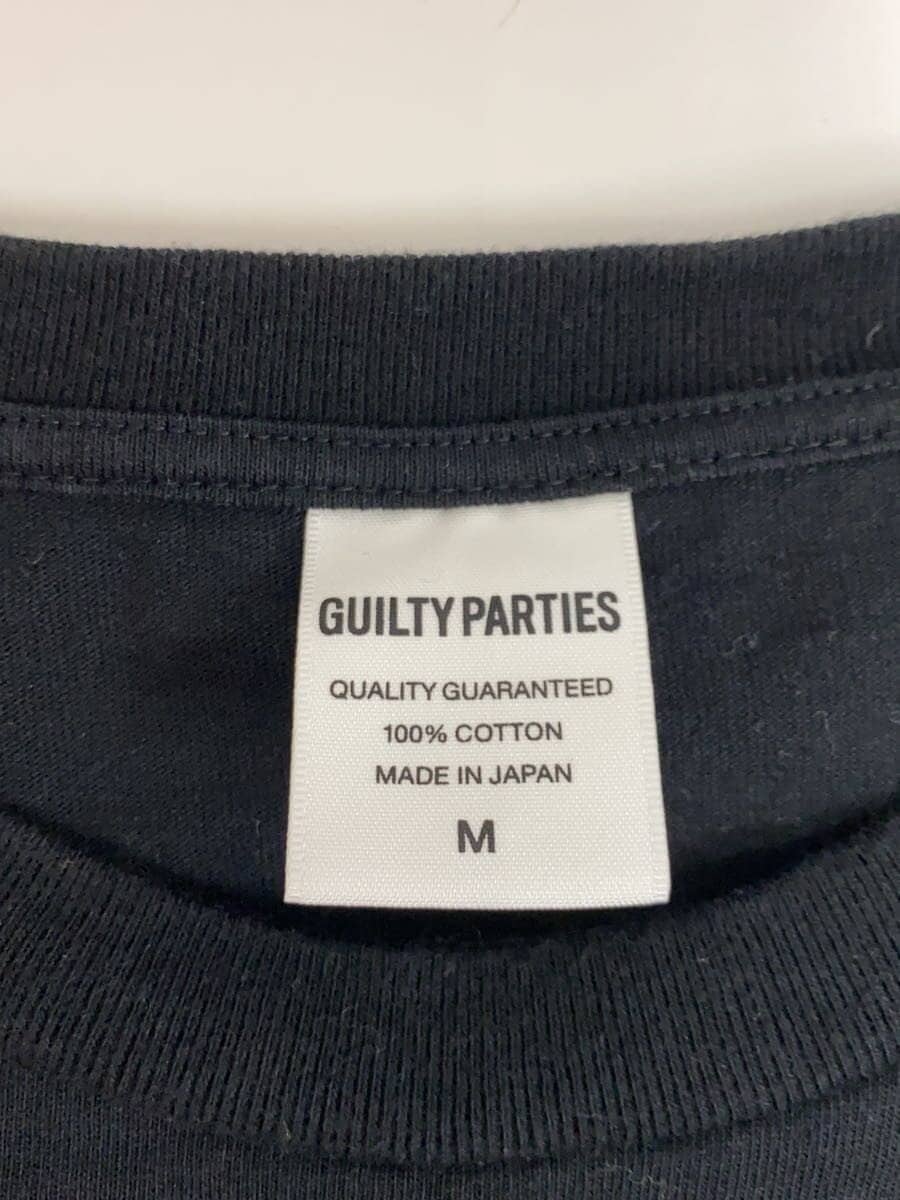 GUILTY PARTIES
QUALITY GUARANTEED
100% COTTON
MADE IN JAPAN
M